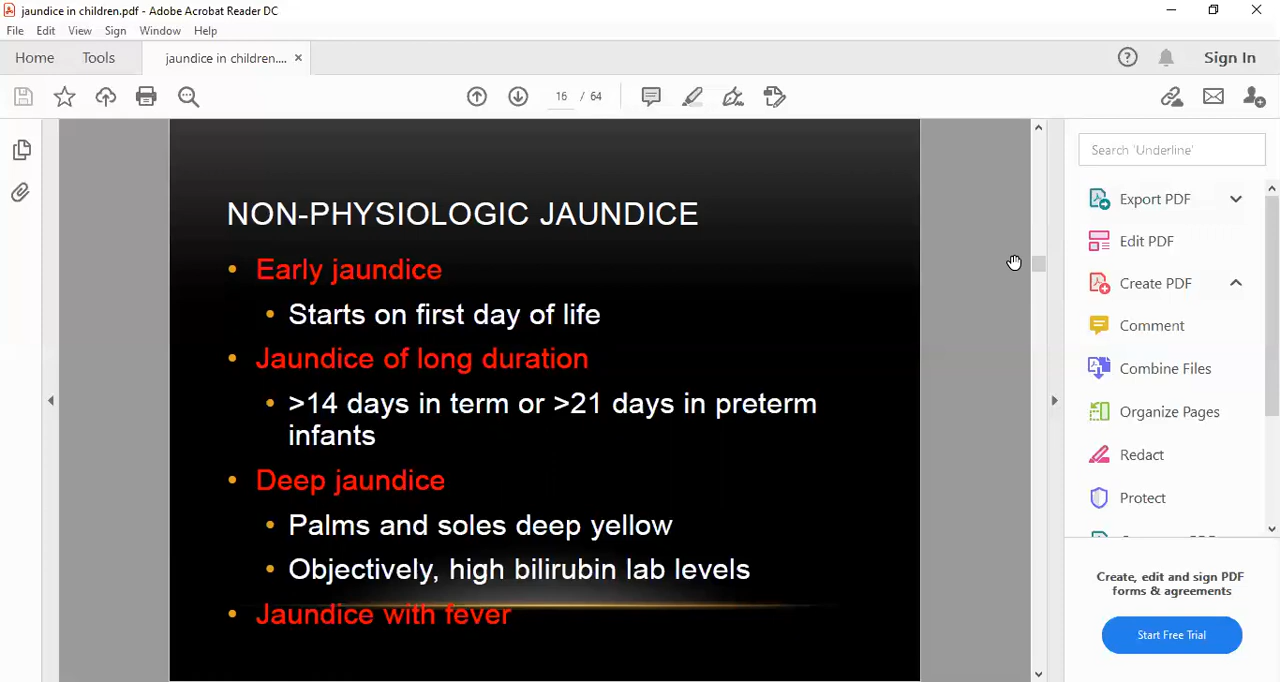 jaundice in children.pdf - Adobe Acrobat Reader DC
File Edit View Sign Window Help
Home Tools jaundice in children.... × Sign In
16 / 64
Search 'Underline'
NON-PHYSIOLOGIC JAUNDICE
• Early jaundice
• Starts on first day of life
• Jaundice of long duration
• >14 days in term or >21 days in preterm
infants
• Deep jaundice
• Palms and soles deep yellow
• Objectively, high bilirubin lab levels
• Jaundice with fever
Export PDF
Edit PDF
Create PDF
Comment
Combine Files
Organize Pages
Redact
Protect
Create, edit and sign PDF
forms & agreements
Start Free Trial